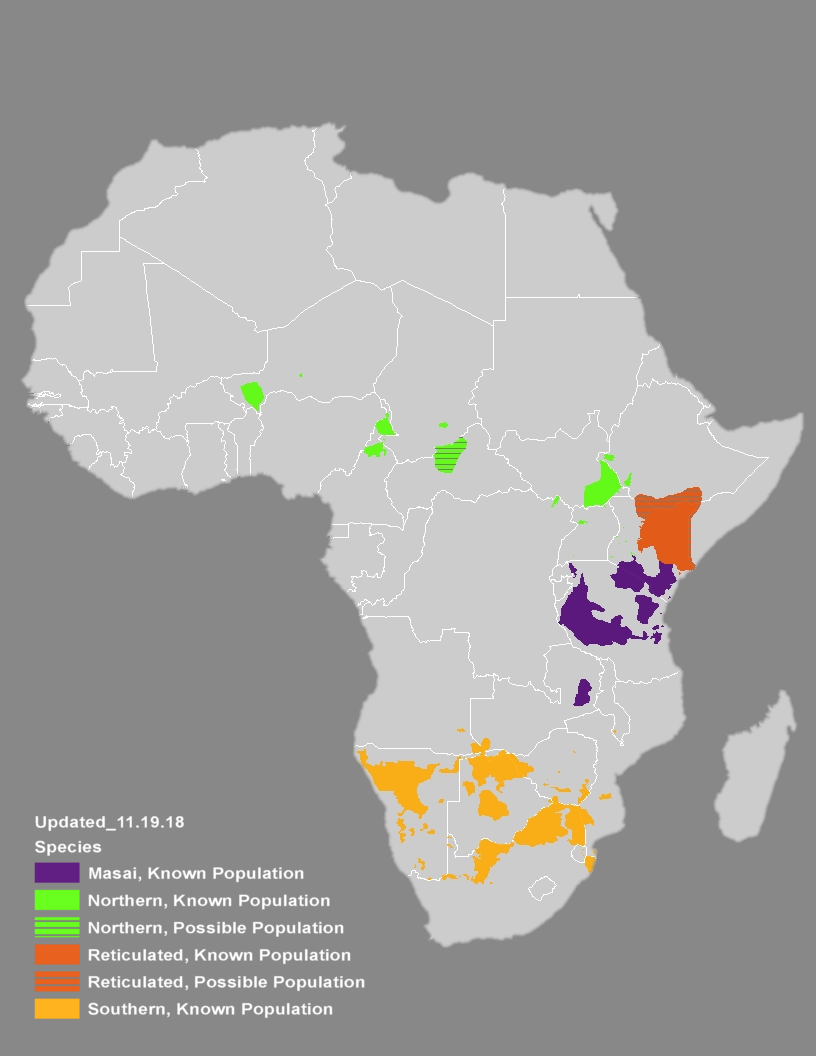 Updated_11.19.18
Species
Masai, Known Population
Northern, Known Population
Northern, Possible Population
Reticulated, Known Population
Reticulated, Possible Population
Southern, Known Population